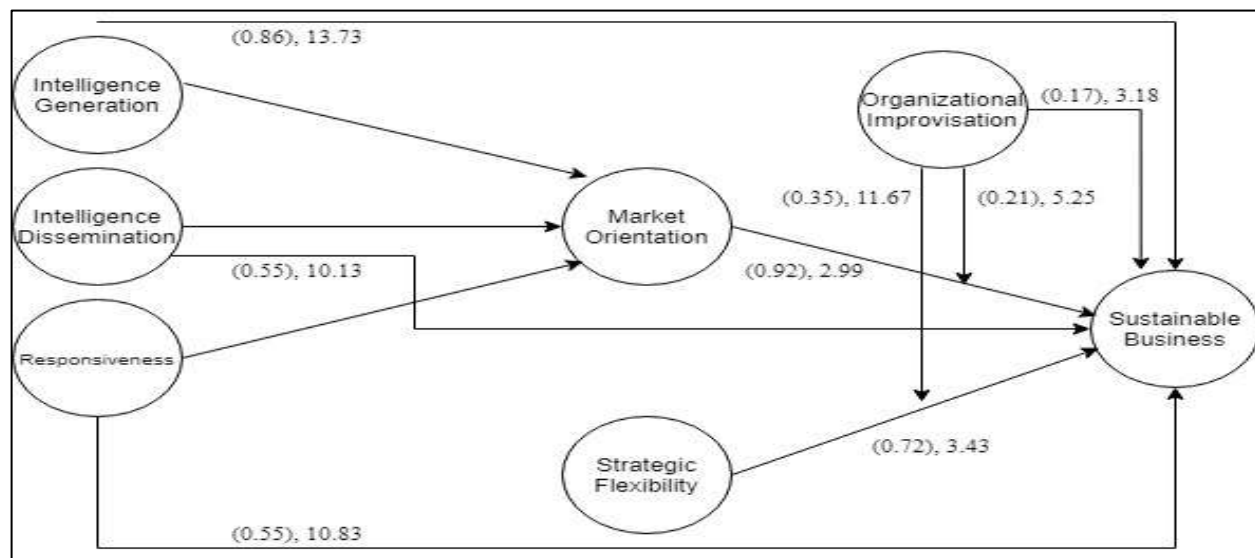 (0.86), 13.73
Intelligence
Generation
Organizational
Improvisation
(0.17), 3.18
Intelligence
Dissemination
Market
Orientation
(0.35), 11.67
(0.21), 5.25
(0.55), 10.13
(0.92), 2.99
Sustainable
Business
Responsiveness
Strategic
Flexibility
(0.72), 3.43
(0.55), 10.83